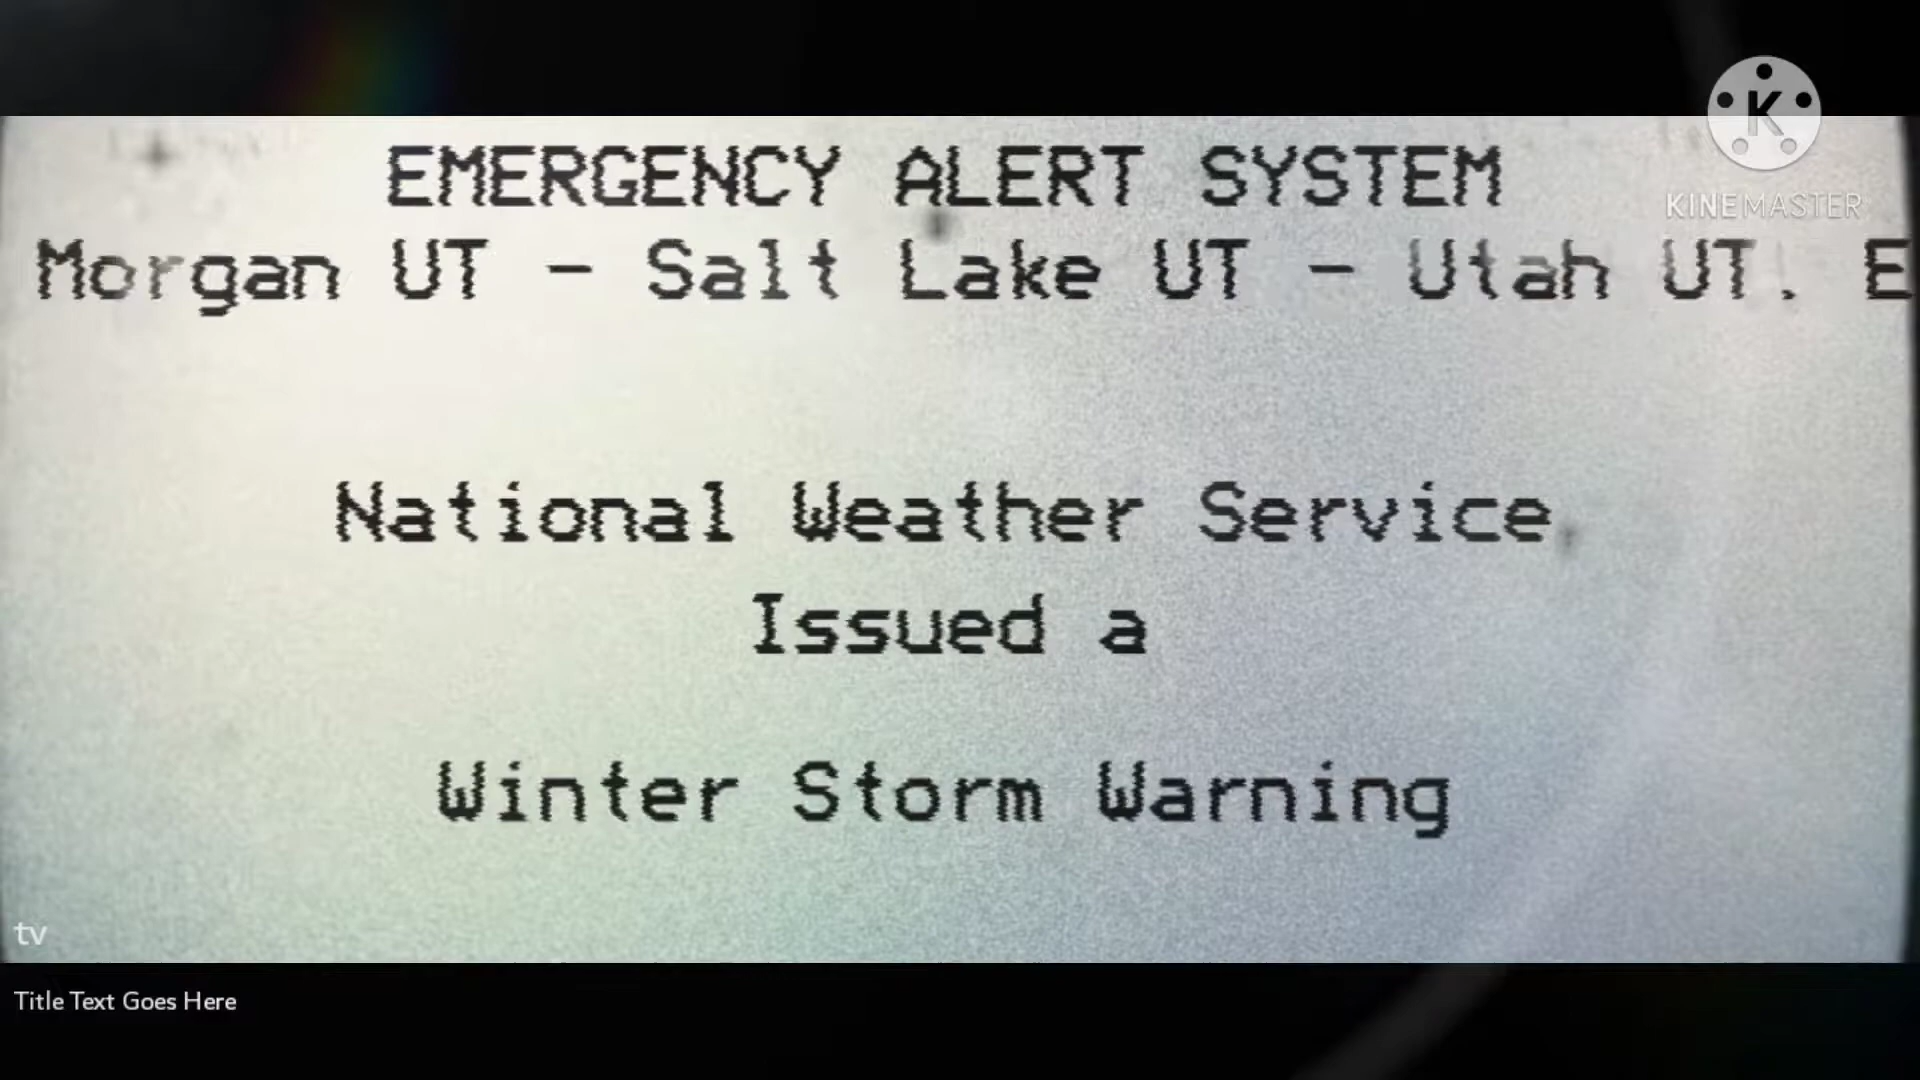 EMERGENCY ALERT SYSTEM
Morgan UT - Salt Lake UT - Utah UT. E
National Weather Service
Issued a
Winter Storm Warning
K
KINEMASTER
tv
Title Text Goes Here